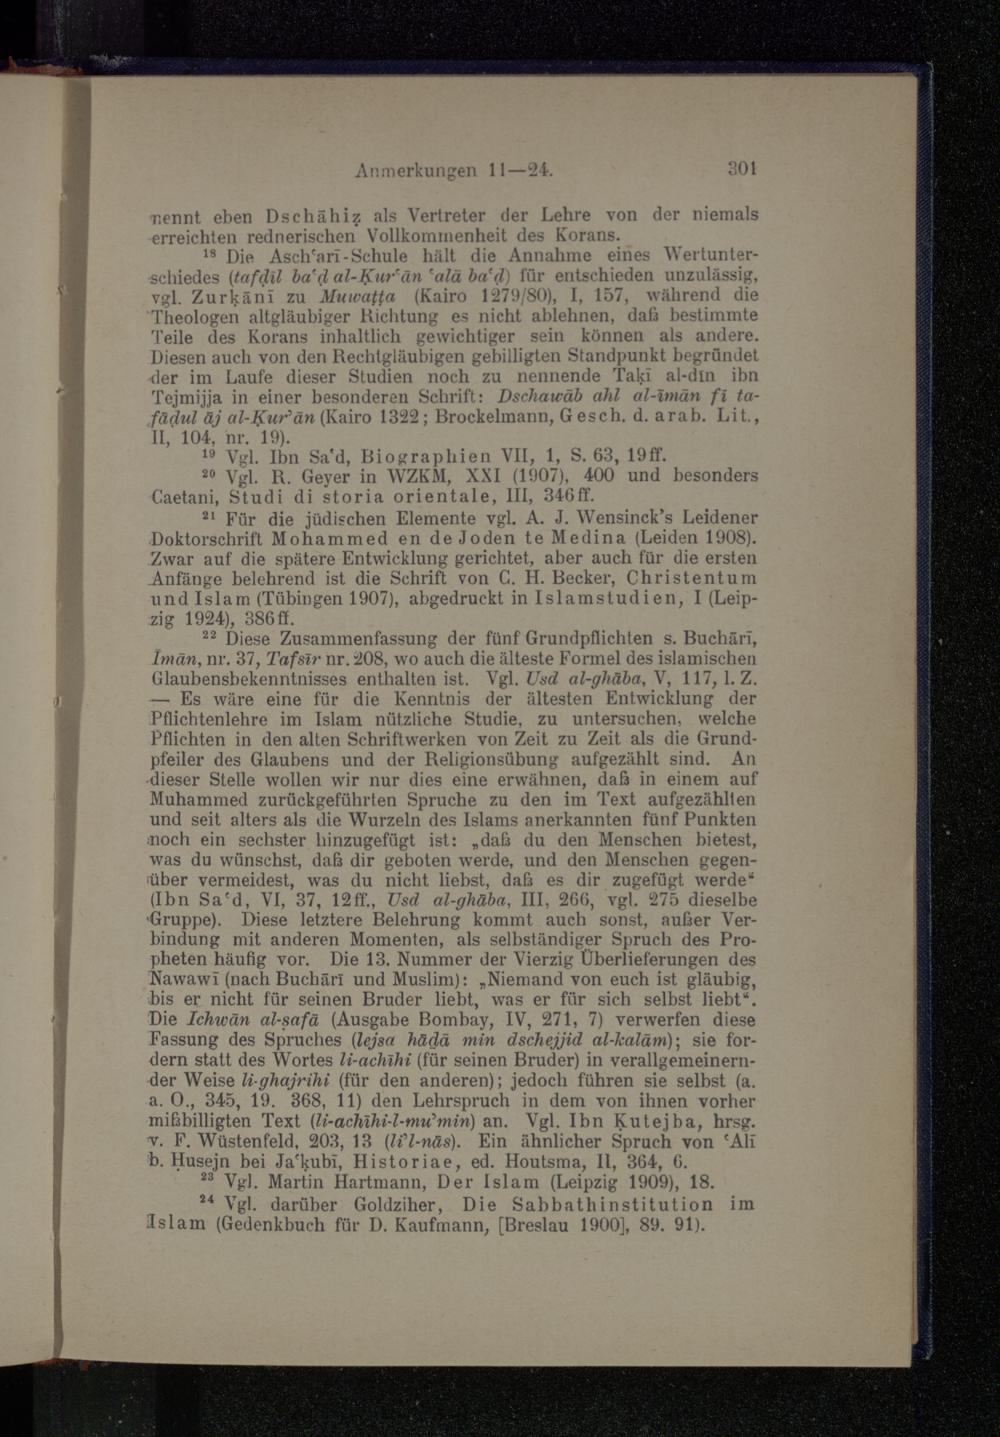 Anmerkungen 11—24. 301
nennt eben Dschāhiẓ als Vertreter der Lehre von der niemals
erreichten rednerischen Vollkommenheit des Korans.
¹⁸ Die Aschʿarī-Schule hält die Annahme eines Wertunter-
schiedes (tafḍīl baʿḍ al-Ḳurʿān ʿalā baʿḍ) für entschieden unzulässig,
vgl. Zurḳānī zu Muwaṭṭa (Kairo 1279/80), I, 157, während die
Theologen altgläubiger Richtung es nicht ablehnen, daß bestimmte
Teile des Korans inhaltlich gewichtiger sein können als andere.
Diesen auch von den Rechtgläubigen gebilligten Standpunkt begründet
der im Laufe dieser Studien noch zu nennende Taḳī al-dīn ibn
Tejmijja in einer besonderen Schrift: Dschawāb ahl al-īmān fī ta-
fāḍul āj al-Ḳurʾān (Kairo 1322; Brockelmann, Gesch. d. arab. Lit.,
II, 104, nr. 19).
¹⁹ Vgl. Ibn Saʿd, Biographien VII, 1, S. 63, 19ff.
²⁰ Vgl. R. Geyer in WZKM, XXI (1907), 400 und besonders
Caetani, Studi di storia orientale, III, 346ff.
²¹ Für die jüdischen Elemente vgl. A. J. Wensinck's Leidener
Doktorschrift Mohammed en de Joden te Medina (Leiden 1908).
Zwar auf die spätere Entwicklung gerichtet, aber auch für die ersten
Anfänge belehrend ist die Schrift von C. H. Becker, Christentum
und Islam (Tübingen 1907), abgedruckt in Islamstudien, I (Leip-
zig 1924), 386ff.
²² Diese Zusammenfassung der fünf Grundpflichten s. Buchārī,
Īmān, nr. 37, Tafsīr nr. 208, wo auch die älteste Formel des islamischen
Glaubensbekenntnisses enthalten ist. Vgl. Usd al-ghāba, V, 117, l. Z.
— Es wäre eine für die Kenntnis der ältesten Entwicklung der
Pflichtenlehre im Islam nützliche Studie, zu untersuchen, welche
Pflichten in den alten Schriftwerken von Zeit zu Zeit als die Grund-
pfeiler des Glaubens und der Religionsübung aufgezählt sind. An
dieser Stelle wollen wir nur dies eine erwähnen, daß in einem auf
Muhammed zurückgeführten Spruche zu den im Text aufgezählten
und seit alters als die Wurzeln des Islams anerkannten fünf Punkten
noch ein sechster hinzugefügt ist: „daß du den Menschen bietest,
was du wünschst, daß dir geboten werde, und den Menschen gegen-
über vermeidest, was du nicht liebst, daß es dir zugefügt werde“
(Ibn Saʿd, VI, 37, 12ff., Usd al-ghāba, III, 266, vgl. 275 dieselbe
Gruppe). Diese letztere Belehrung kommt auch sonst, außer Ver-
bindung mit anderen Momenten, als selbständiger Spruch des Pro-
pheten häufig vor. Die 13. Nummer der Vierzig Überlieferungen des
Nawawī (nach Buchārī und Muslim): „Niemand von euch ist gläubig,
bis er nicht für seinen Bruder liebt, was er für sich selbst liebt“.
Die Ichwān al-ṣafā (Ausgabe Bombay, IV, 271, 7) verwerfen diese
Fassung des Spruches (lejsa hāḏā min dschejjid al-kalām); sie for-
dern statt des Wortes li-achīhi (für seinen Bruder) in verallgemeinern-
der Weise li-ghajrihi (für den anderen); jedoch führen sie selbst (a.
a. O., 345, 19. 368, 11) den Lehrspruch in dem von ihnen vorher
mißbilligten Text (li-achīhi-l-muʾmin) an. Vgl. Ibn Ḳutejba, hrsg.
v. F. Wüstenfeld, 203, 13 (li'l-nās). Ein ähnlicher Spruch von ʿAlī
b. Ḥusejn bei Jaʿḳubī, Historiae, ed. Houtsma, II, 364, 6.
²³ Vgl. Martin Hartmann, Der Islam (Leipzig 1909), 18.
²⁴ Vgl. darüber Goldziher, Die Sabbathinstitution im
Islam (Gedenkbuch für D. Kaufmann, [Breslau 1900], 89. 91).